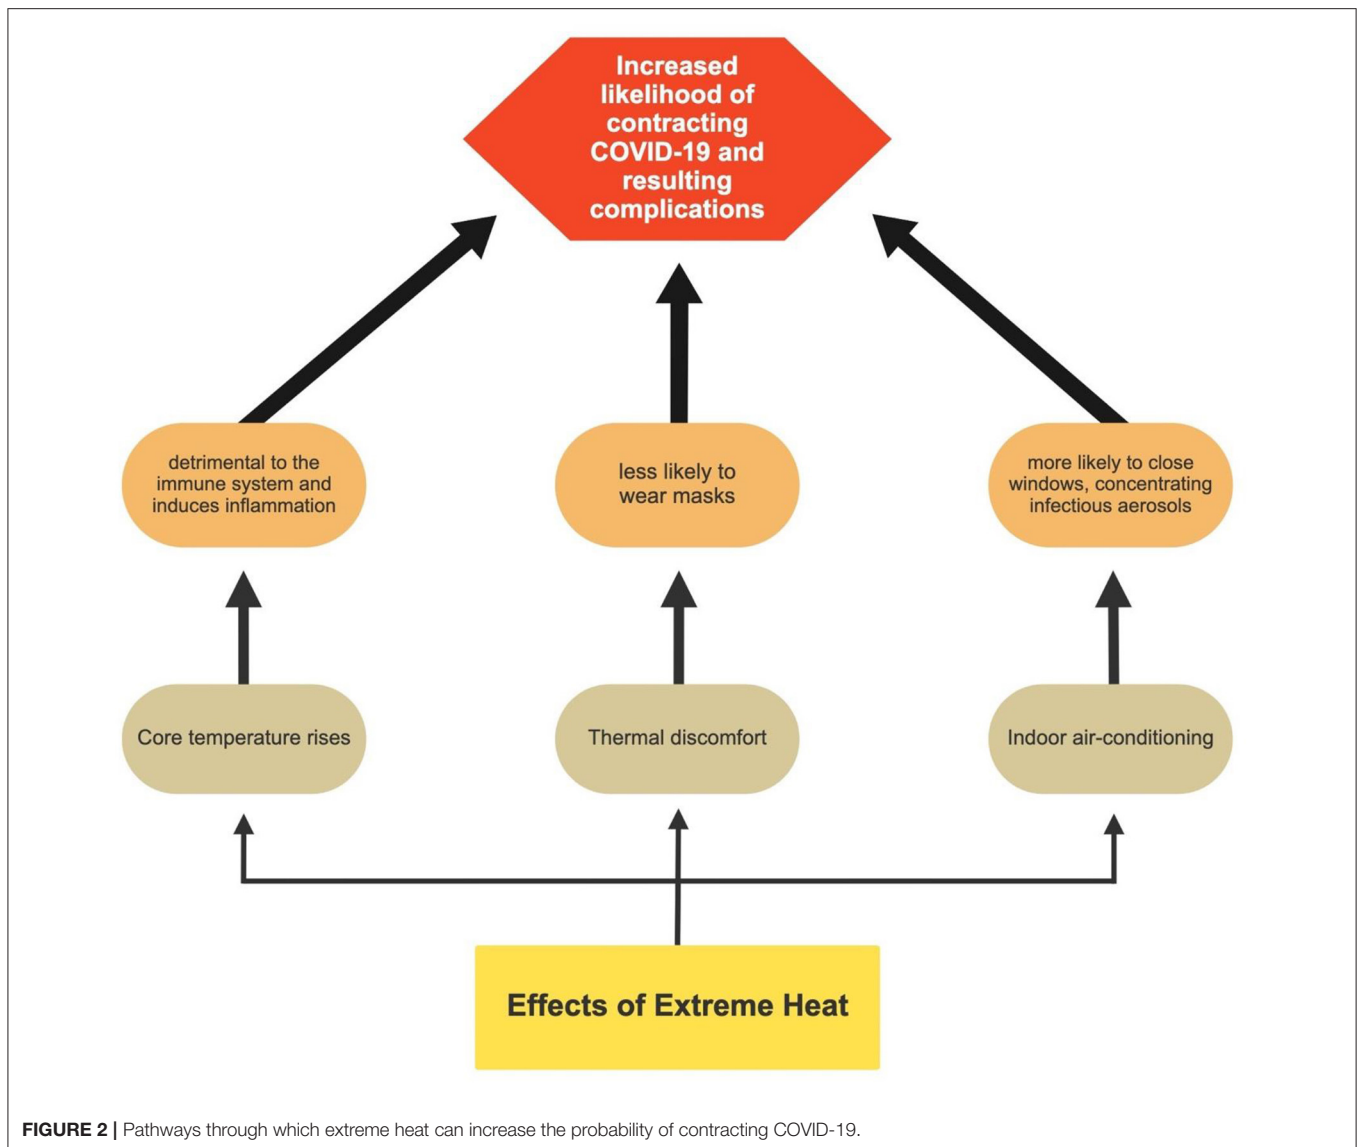 Increased
likelihood of
contracting
COVID-19 and
resulting
complications
detrimental to the
immune system and
induces inflammation
less likely to
wear masks
more likely to close
windows, concentrating
infectious aerosols
Core temperature rises
Thermal discomfort
Indoor air-conditioning
Effects of Extreme Heat
FIGURE 2 | Pathways through which extreme heat can increase the probability of contracting COVID-19.